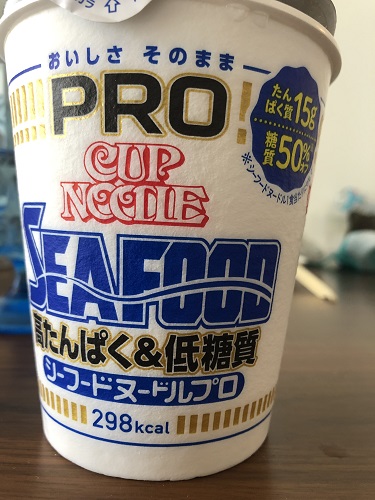 おいしさ そのまま
PRO
たんぱく質15g
糖質50%オフ
CUP
NOODLE
SEAFOOD
高たんぱく&低糖質
シーフードヌードルプロ
298kcal